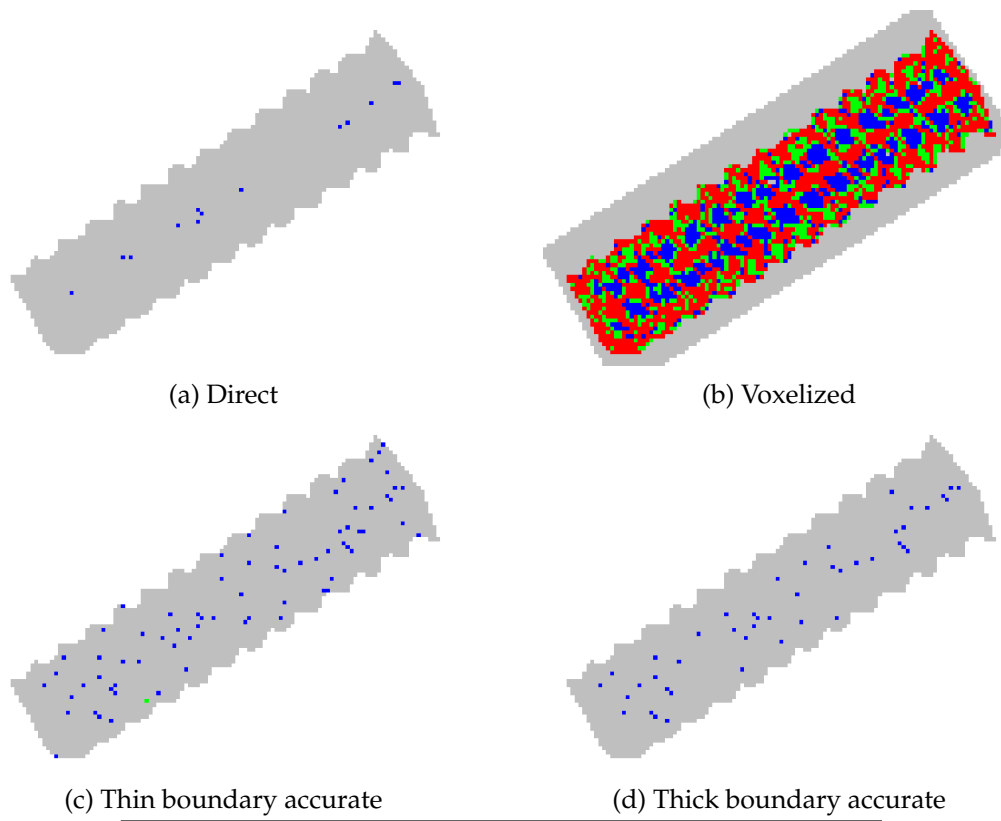 (a) Direct
(b) Voxelized
(c) Thin boundary accurate
(d) Thick boundary accurate